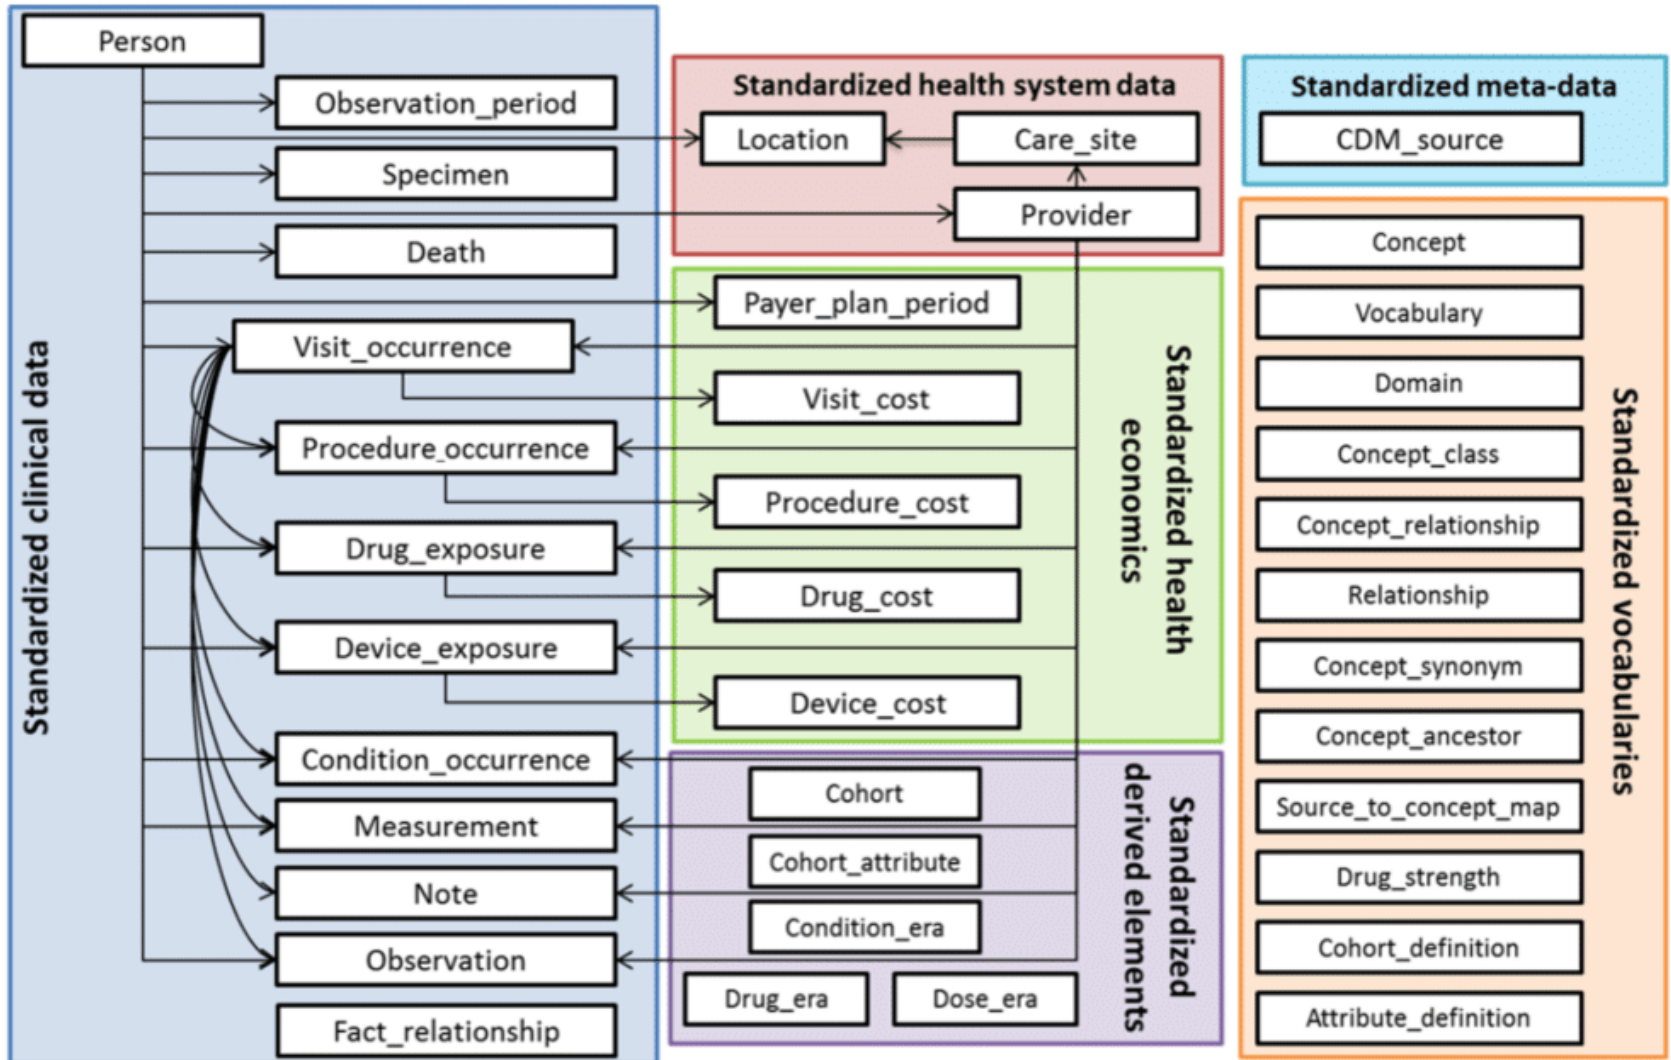 Person
Observation_period
Specimen
Death
Visit_occurrence
Procedure_occurrence
Drug_exposure
Device_exposure
Condition_occurrence
Measurement
Note
Observation
Fact_relationship
Standardized clinical data
Standardized health system data
Location
Care_site
Provider
Payer_plan_period
Visit_cost
Procedure_cost
Drug_cost
Device_cost
Standardized health
economics
Cohort
Cohort_attribute
Condition_era
Drug_era
Dose_era
Standardized
derived elements
Standardized meta-data
CDM_source
Concept
Vocabulary
Domain
Concept_class
Concept_relationship
Relationship
Concept_synonym
Concept_ancestor
Source_to_concept_map
Drug_strength
Cohort_definition
Attribute_definition
Standardized vocabularies